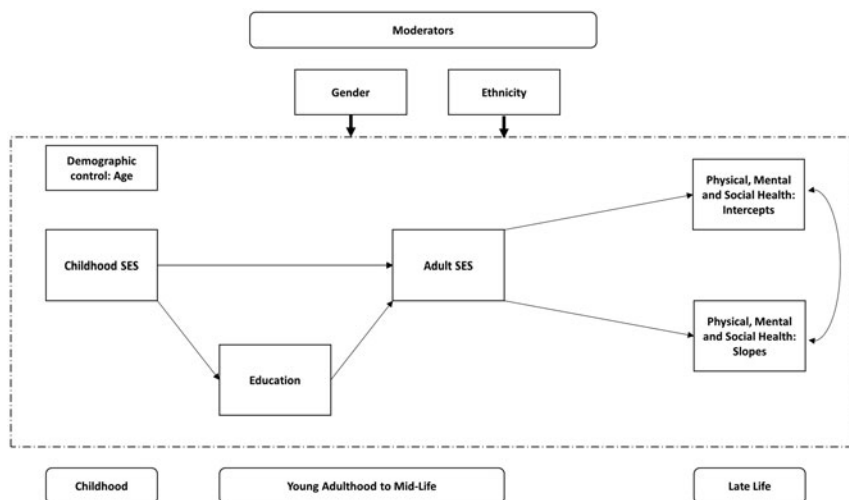 Moderators
Gender
Ethnicity
Demographic
control: Age
Physical, Mental
and Social Health:
Intercepts
Childhood SES
Adult SES
Physical, Mental
and Social Health:
Slopes
Education
Childhood
Young Adulthood to Mid-Life
Late Life